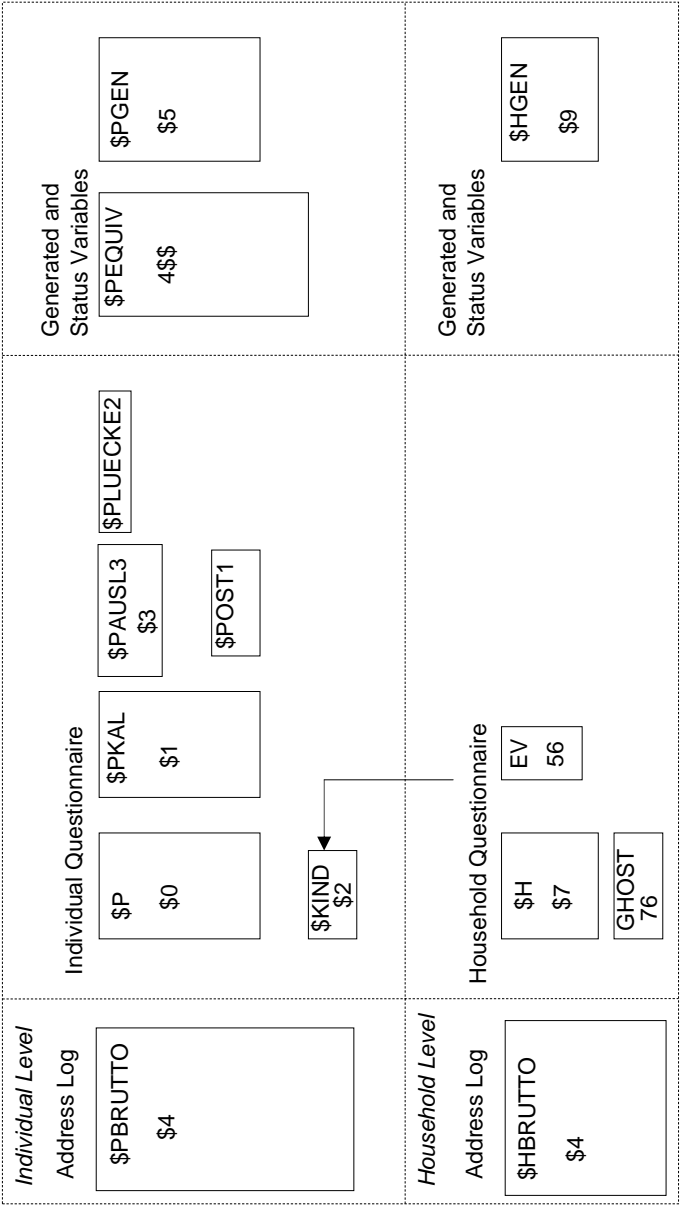 Individual Level
Address Log
$PBRUTTO
$4
Individual Questionnaire
$P
$0
$PKAL
$1
$PAUSL3
$3
$PLUECKE2
$POST1
$KIND
$2
Generated and
Status Variables
$PEQUIV
4$$
$PGEN
$5
Household Level
Address Log
$HBRUTTO
$4
Household Questionnaire
$H
$7
EV
56
GHOST
76
Generated and
Status Variables
$HGEN
$9